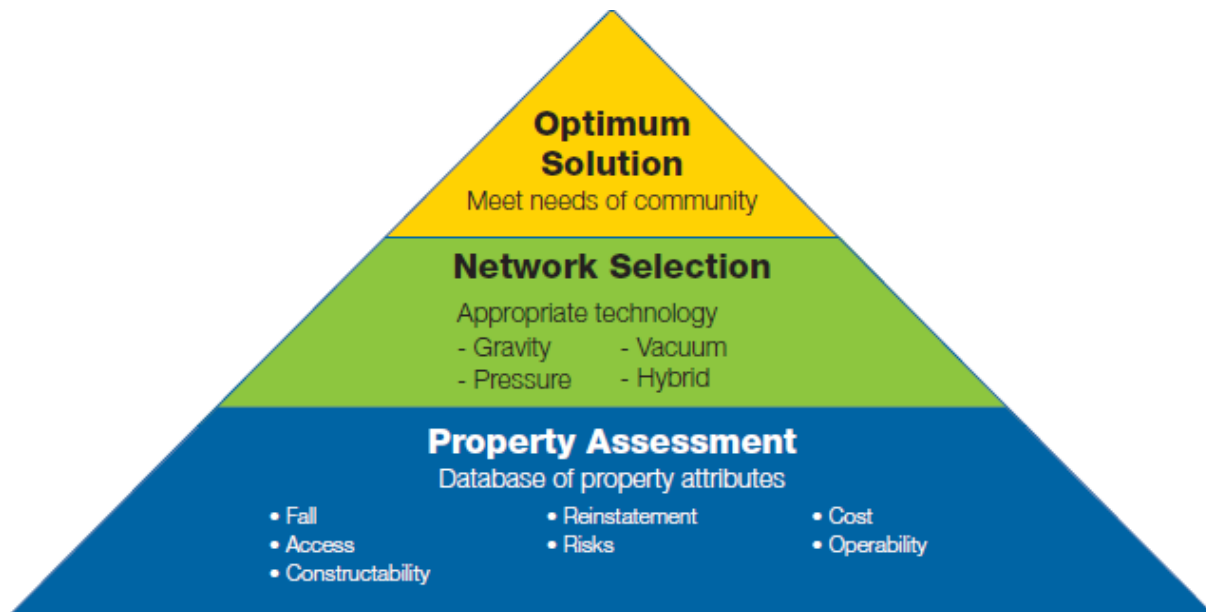 Optimum
Solution
Meet needs of community
Network Selection
Appropriate technology
- Gravity - Vacuum
- Pressure - Hybrid
Property Assessment
Database of property attributes
• Fall • Reinstatement • Cost
• Access • Risks • Operability
• Constructability